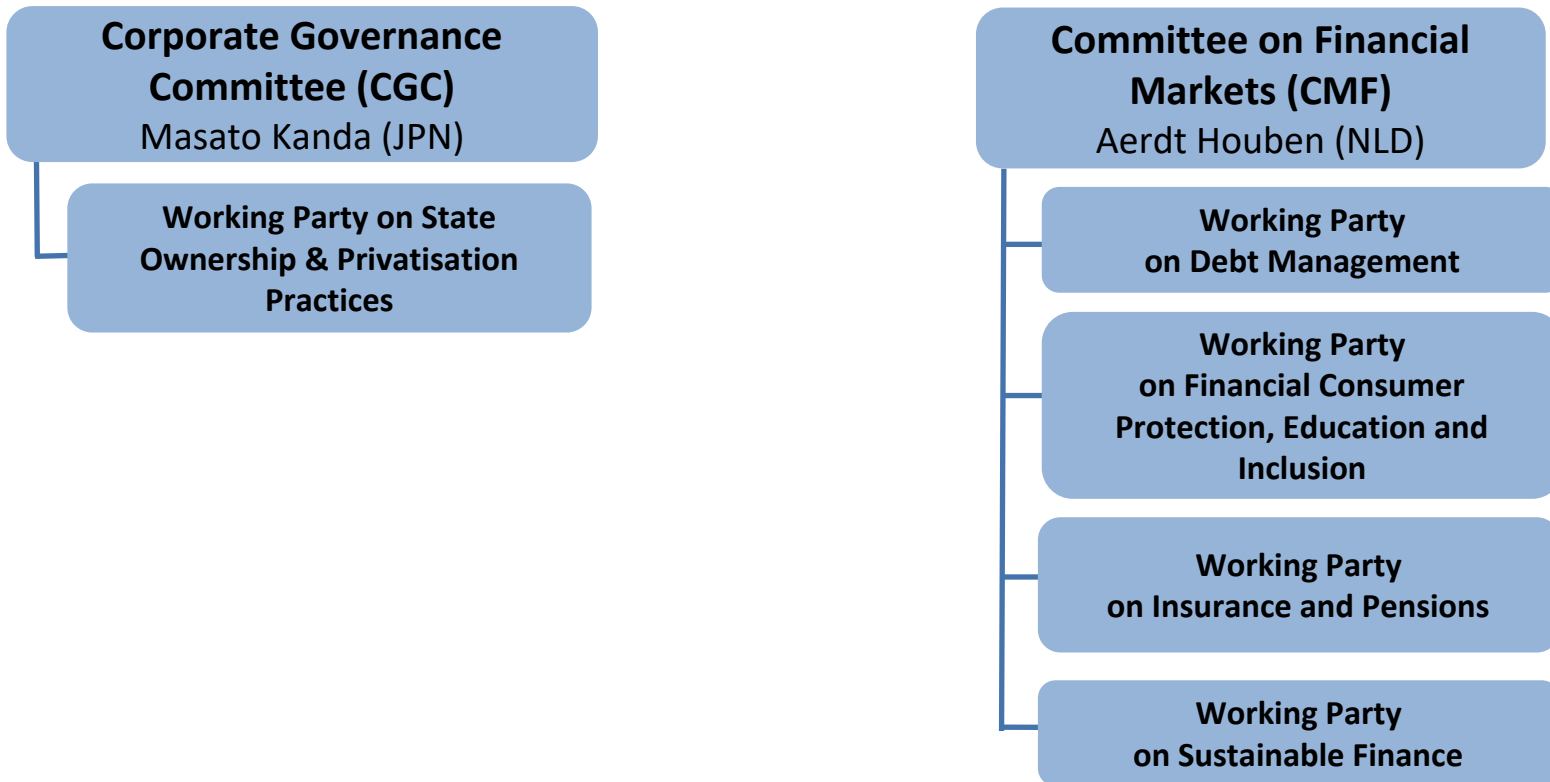 Corporate Governance
Committee (CGC)
Masato Kanda (JPN)
Working Party on State
Ownership & Privatisation
Practices
Committee on Financial
Markets (CMF)
Aerdt Houben (NLD)
Working Party
on Debt Management
Working Party
on Financial Consumer
Protection, Education and
Inclusion
Working Party
on Insurance and Pensions
Working Party
on Sustainable Finance